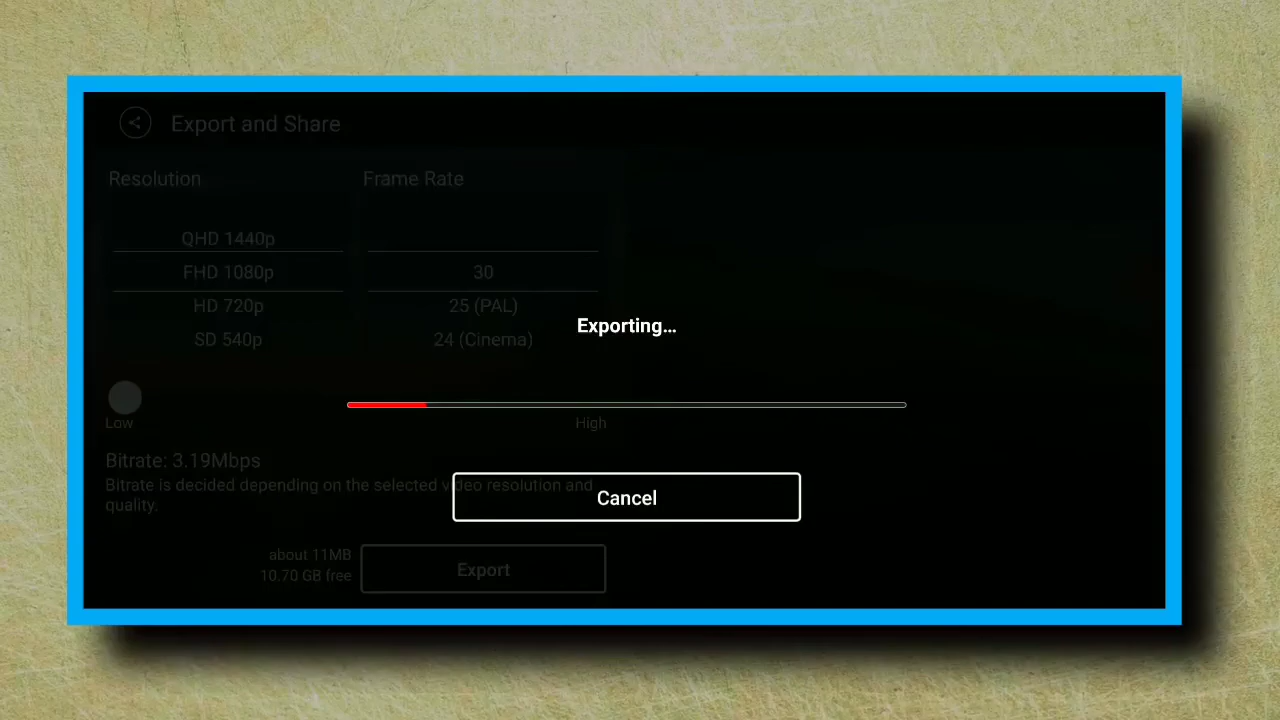 Export and Share
Resolution
Frame Rate
QHD 1440p
FHD 1080p
HD 720p
SD 540p
30
25 (PAL)
24 (Cinema)
Exporting...
Low
High
Bitrate: 3.19Mbps
Bitrate is decided depending on the selected video resolution and
quality.
Cancel
about 11MB
10.70 GB free
Export